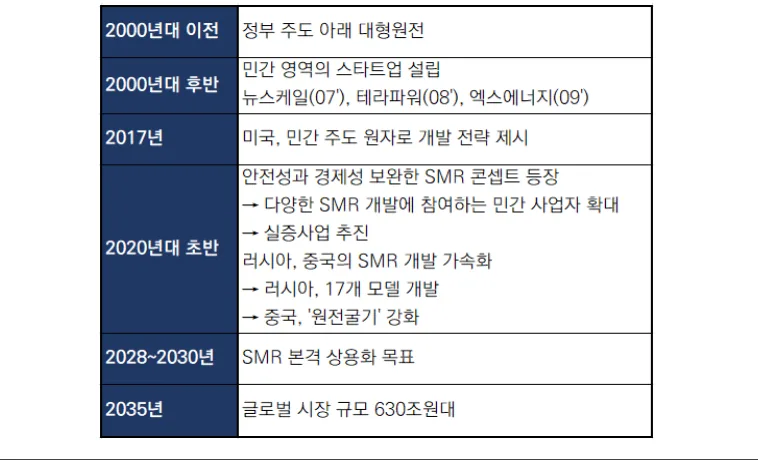 2000년대 이전
정부 주도 아래 대형원전
2000년대 후반
민간 영역의 스타트업 설립
뉴스케일(07'), 테라파워(08'), 엑스에너지(09')
2017년
미국, 민간 주도 원자로 개발 전략 제시
2020년대 초반
안전성과 경제성 보완한 SMR 콘셉트 등장
→ 다양한 SMR 개발에 참여하는 민간 사업자 확대
→ 실증사업 추진
러시아, 중국의 SMR 개발 가속화
→ 러시아, 17개 모델 개발
→ 중국, '원전굴기' 강화
2028~2030년
SMR 본격 상용화 목표
2035년
글로벌 시장 규모 630조원대